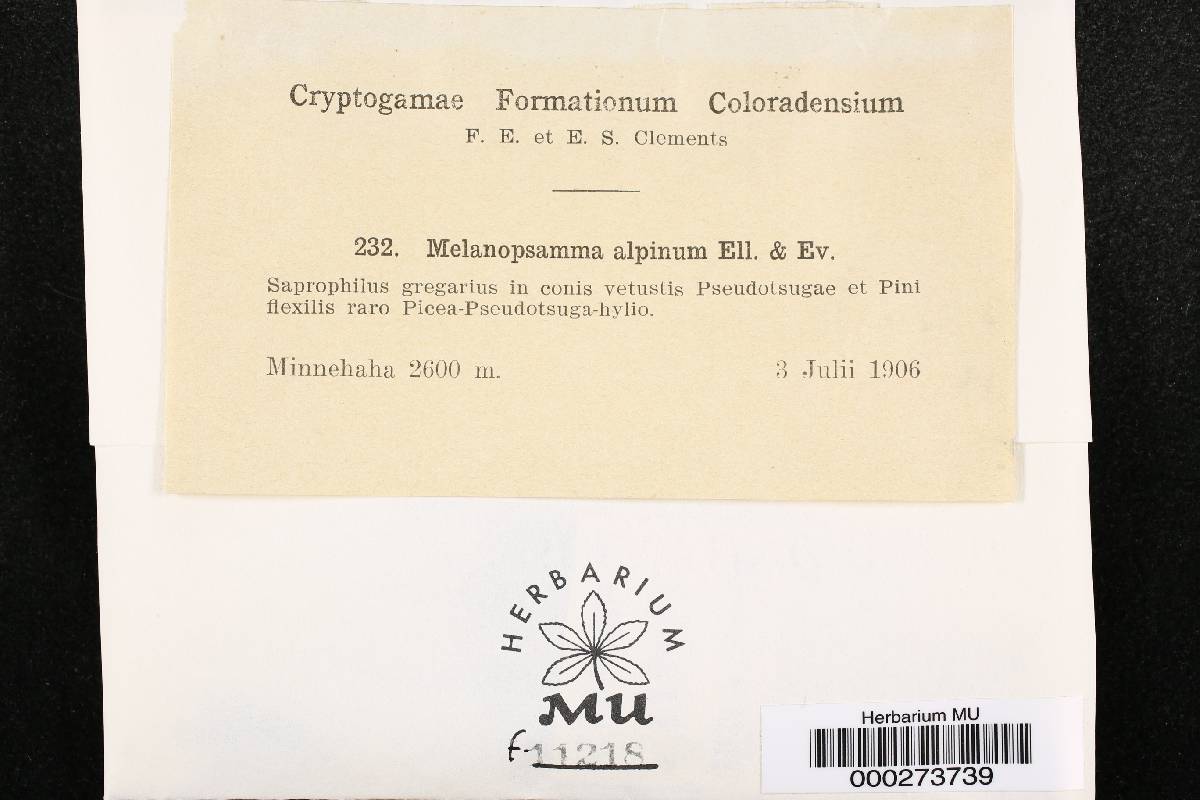 Cryptogamae Formationum Coloradensium
F. E. et E. S. Clements
232. Melanopsamma alpinum Ell. & Ev.
Saprophilus gregarius in conis vetustis Pseudotsugae et Pini
flexilis raro Picea-Pseudotsuga-hylio.
Minnehaha 2600 m. 3 Julii 1906
HERBARIUM
MU
F-11218
Herbarium MU
000273739